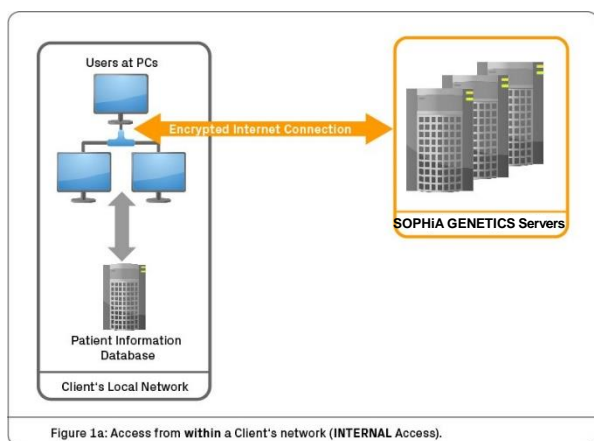 Users at PCs
Encrypted Internet Connection
SOPHiA GENETICS Servers
Patient Information
Database
Client's Local Network
Figure 1a: Access from within a Client's network (INTERNAL Access).